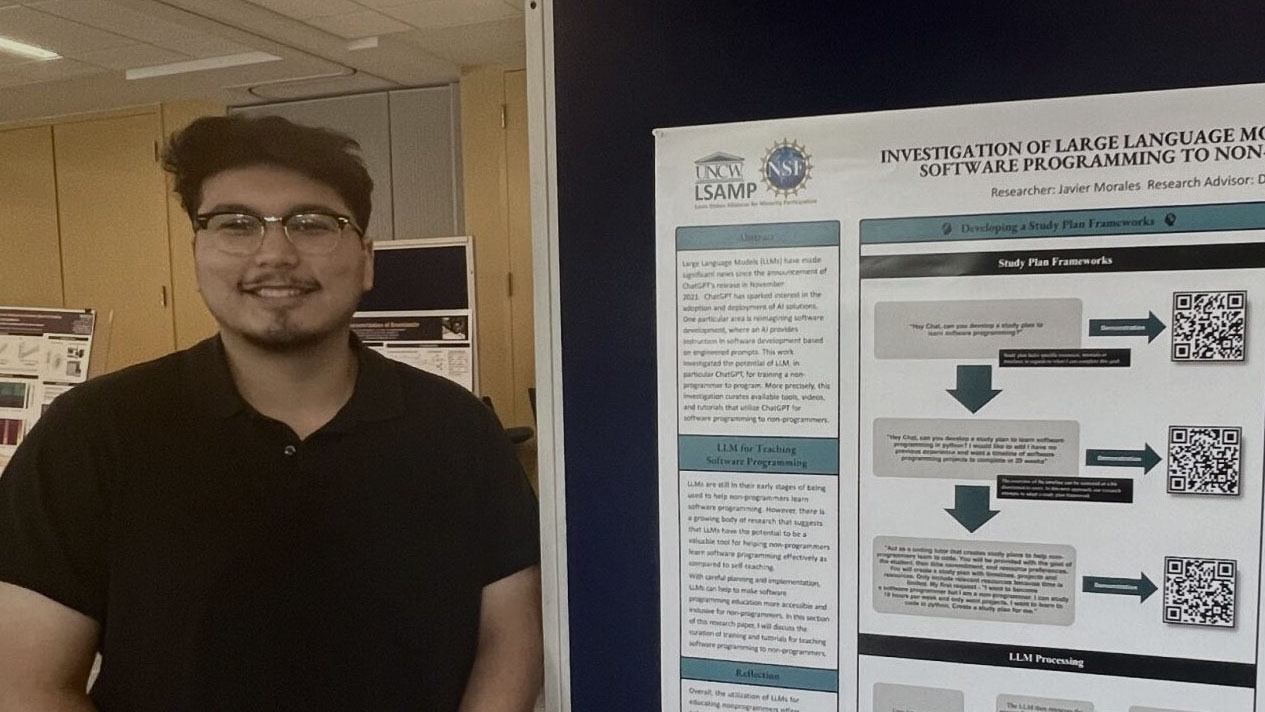 UNCW
LSAMP
NSF
INVESTIGATION OF LARGE LANGUAGE MO
SOFTWARE PROGRAMMING TO NON-
Researcher: Javier Morales Research Advisor: D
Abstract
Large Language Models (LLMs) have made
significant news since the announcement of
ChatGPT's release in November
2021. ChatGPT has sparked interest in the
adoption and deployment of AI solutions.
One particular area is reimagining software
development, where an AI provides
instruction in software development based
on engineered prompts. This work
investigated the potential of LLM, in
particular ChatGPT, for training a non-
programmer to program. More precisely, this
investigation curates available tools, videos,
and tutorials that utilize ChatGPT for
software programming to non-programmers.
LLM for Teaching
Software Programming
LLMs are still in their early stages of being
used to help non-programmers learn
software programming. However, there is
a growing body of research that suggests
that LLMs have the potential to be a
valuable tool for helping non-programmers
learn software programming effectively as
compared to self-teaching.
With careful planning and implementation,
LLMs can help to make software
programming education more accessible and
inclusive for non-programmers. In this section
of this research paper, I will discuss the
curation of training and tutorials for teaching
software programming to non-programmers.
Reflection
Overall, the utilization of LLMs for
educating nonprogrammers offers
Developing a Study Plan Frameworks
Study Plan Frameworks
"Hey Chat, can you develop a study plan to
learn software programming?"
Demonstration
"Hey Chat, can you develop a study plan to learn software
programming in python? I would like to add I have no
previous experience and want a timeline of software
programming projects to complete in 20 weeks"
Demonstration
"Act as a coding tutor that creates study plans to help non-
programmers learn to code. You will be provided with the goal of
the student, their time commitment, and resource preferences.
You will create a study plan with timelines, projects and
resources. Only include relevant resources because time is
limited. My first request - "I want to become
a software programmer but I am a non-programmer. I can study
10 hours per week and only want projects. I want to learn to
code in python. Create a study plan for me."
Demonstration
LLM Processing